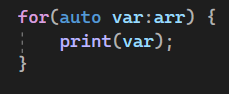 for(auto var:arr) {
    print(var);
}